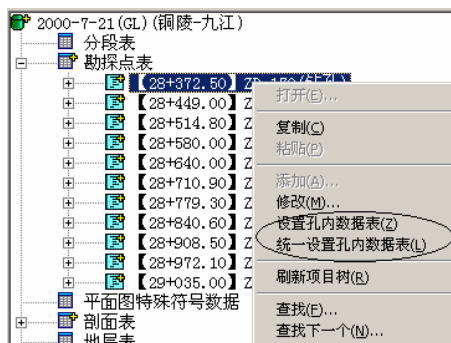 2000-7-21(GL)(铜陵-九江)
分段表
勘探点表
【28+372.50】
【28+449.00】Z
【28+514.80】Z
【28+580.00】Z
【28+640.00】Z
【28+710.90】Z
【28+779.30】Z
【28+840.60】Z
【28+908.50】Z
【28+972.10】Z
【29+035.00】Z
平面图特殊符号数据
剖面表
地层表
打开(E)...
复制(C)
粘贴(P)
添加(A)...
修改(M)...
设置孔内数据表(Z)
统一设置孔内数据表(L)
刷新项目树(R)
查找(F)...
查找下一个(N)...